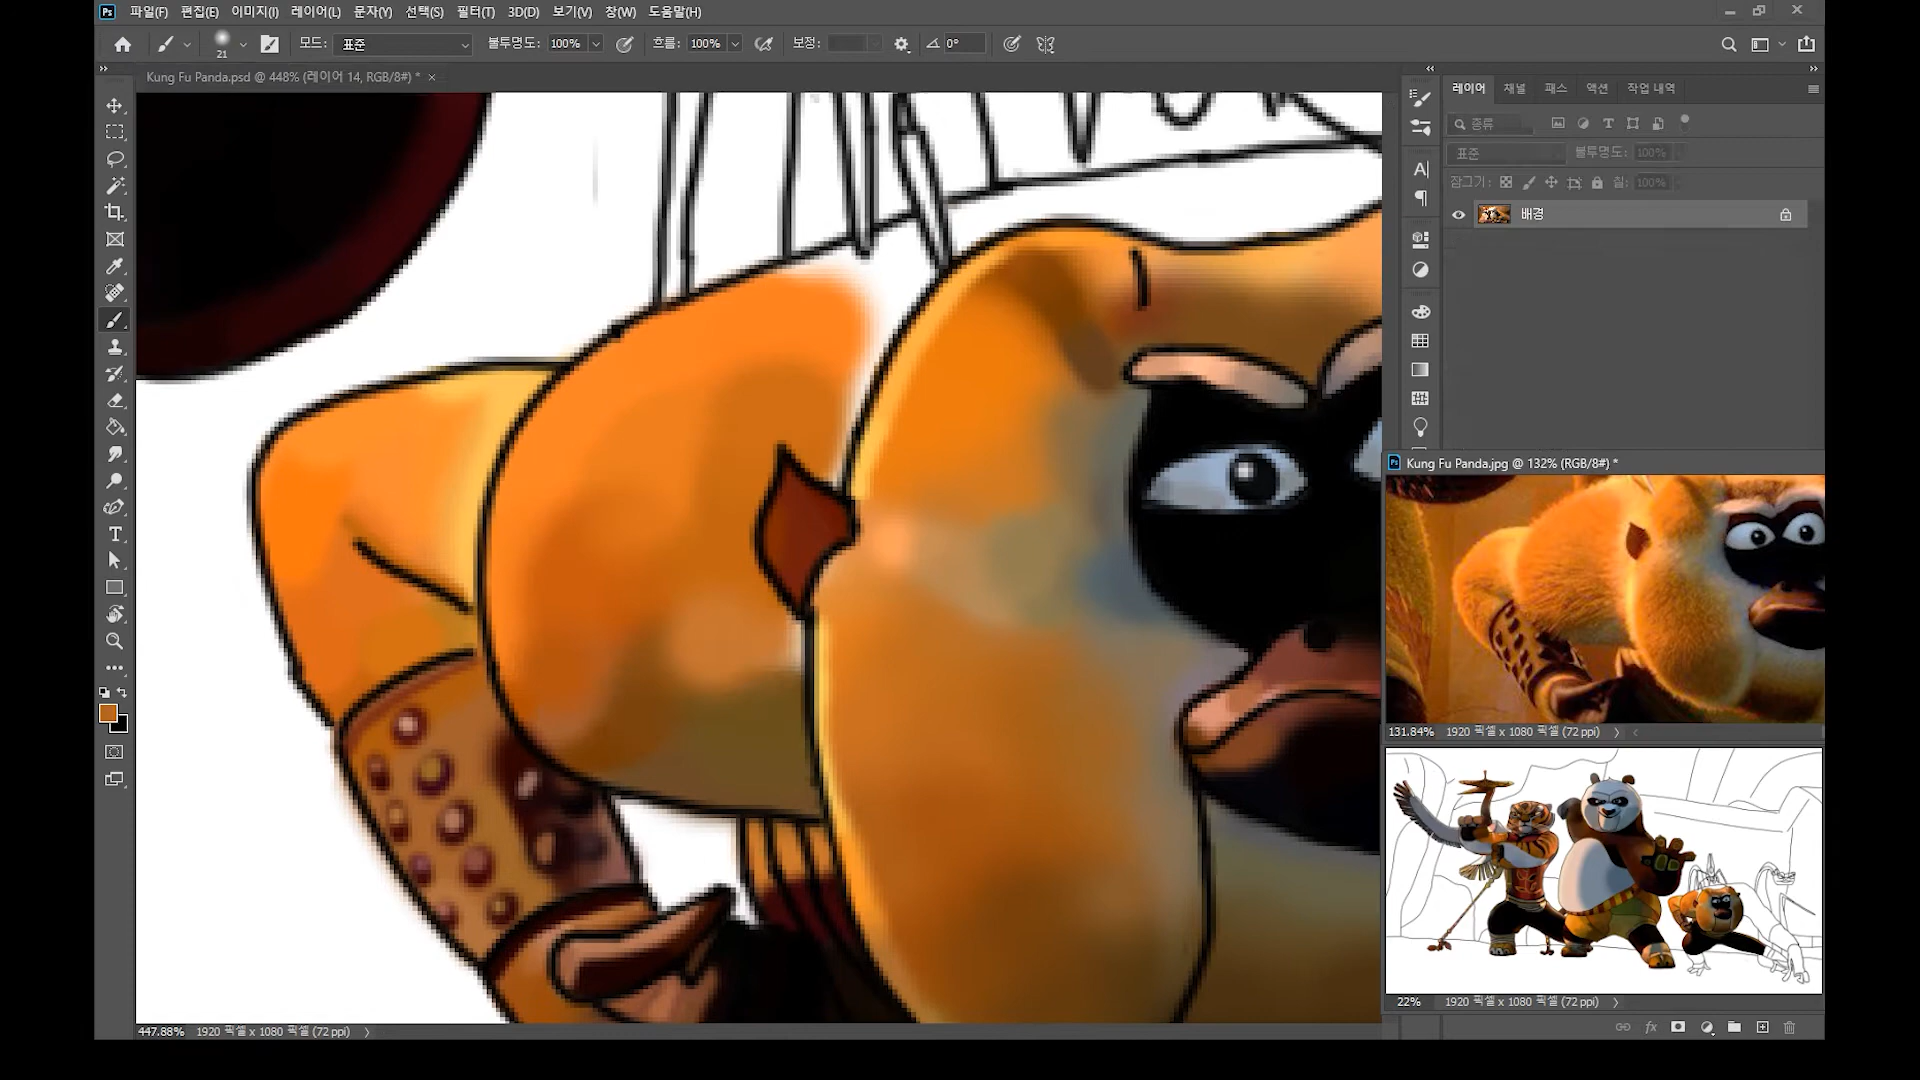 Ps 파일(F) 편집(E) 이미지(I) 레이어(L) 문자(Y) 선택(S) 필터(T) 3D(D) 보기(V) 창(W) 도움말(H)
21 모드: 표준 불투명도: 100% 흐름: 100% 보정: 0°
Kung Fu Panda.psd @ 448% (레이어 14, RGB/8#) *
레이어 채널 패스 액션 작업 내역
종류
표준 불투명도: 100%
잠그기: 칠: 100%
배경
Ps Kung Fu Panda.jpg @ 132% (RGB/8#) *
131.84% 1920 픽셀 x 1080 픽셀 (72 ppi)
22% 1920 픽셀 x 1080 픽셀 (72 ppi)
447.88% 1920 픽셀 x 1080 픽셀 (72 ppi)